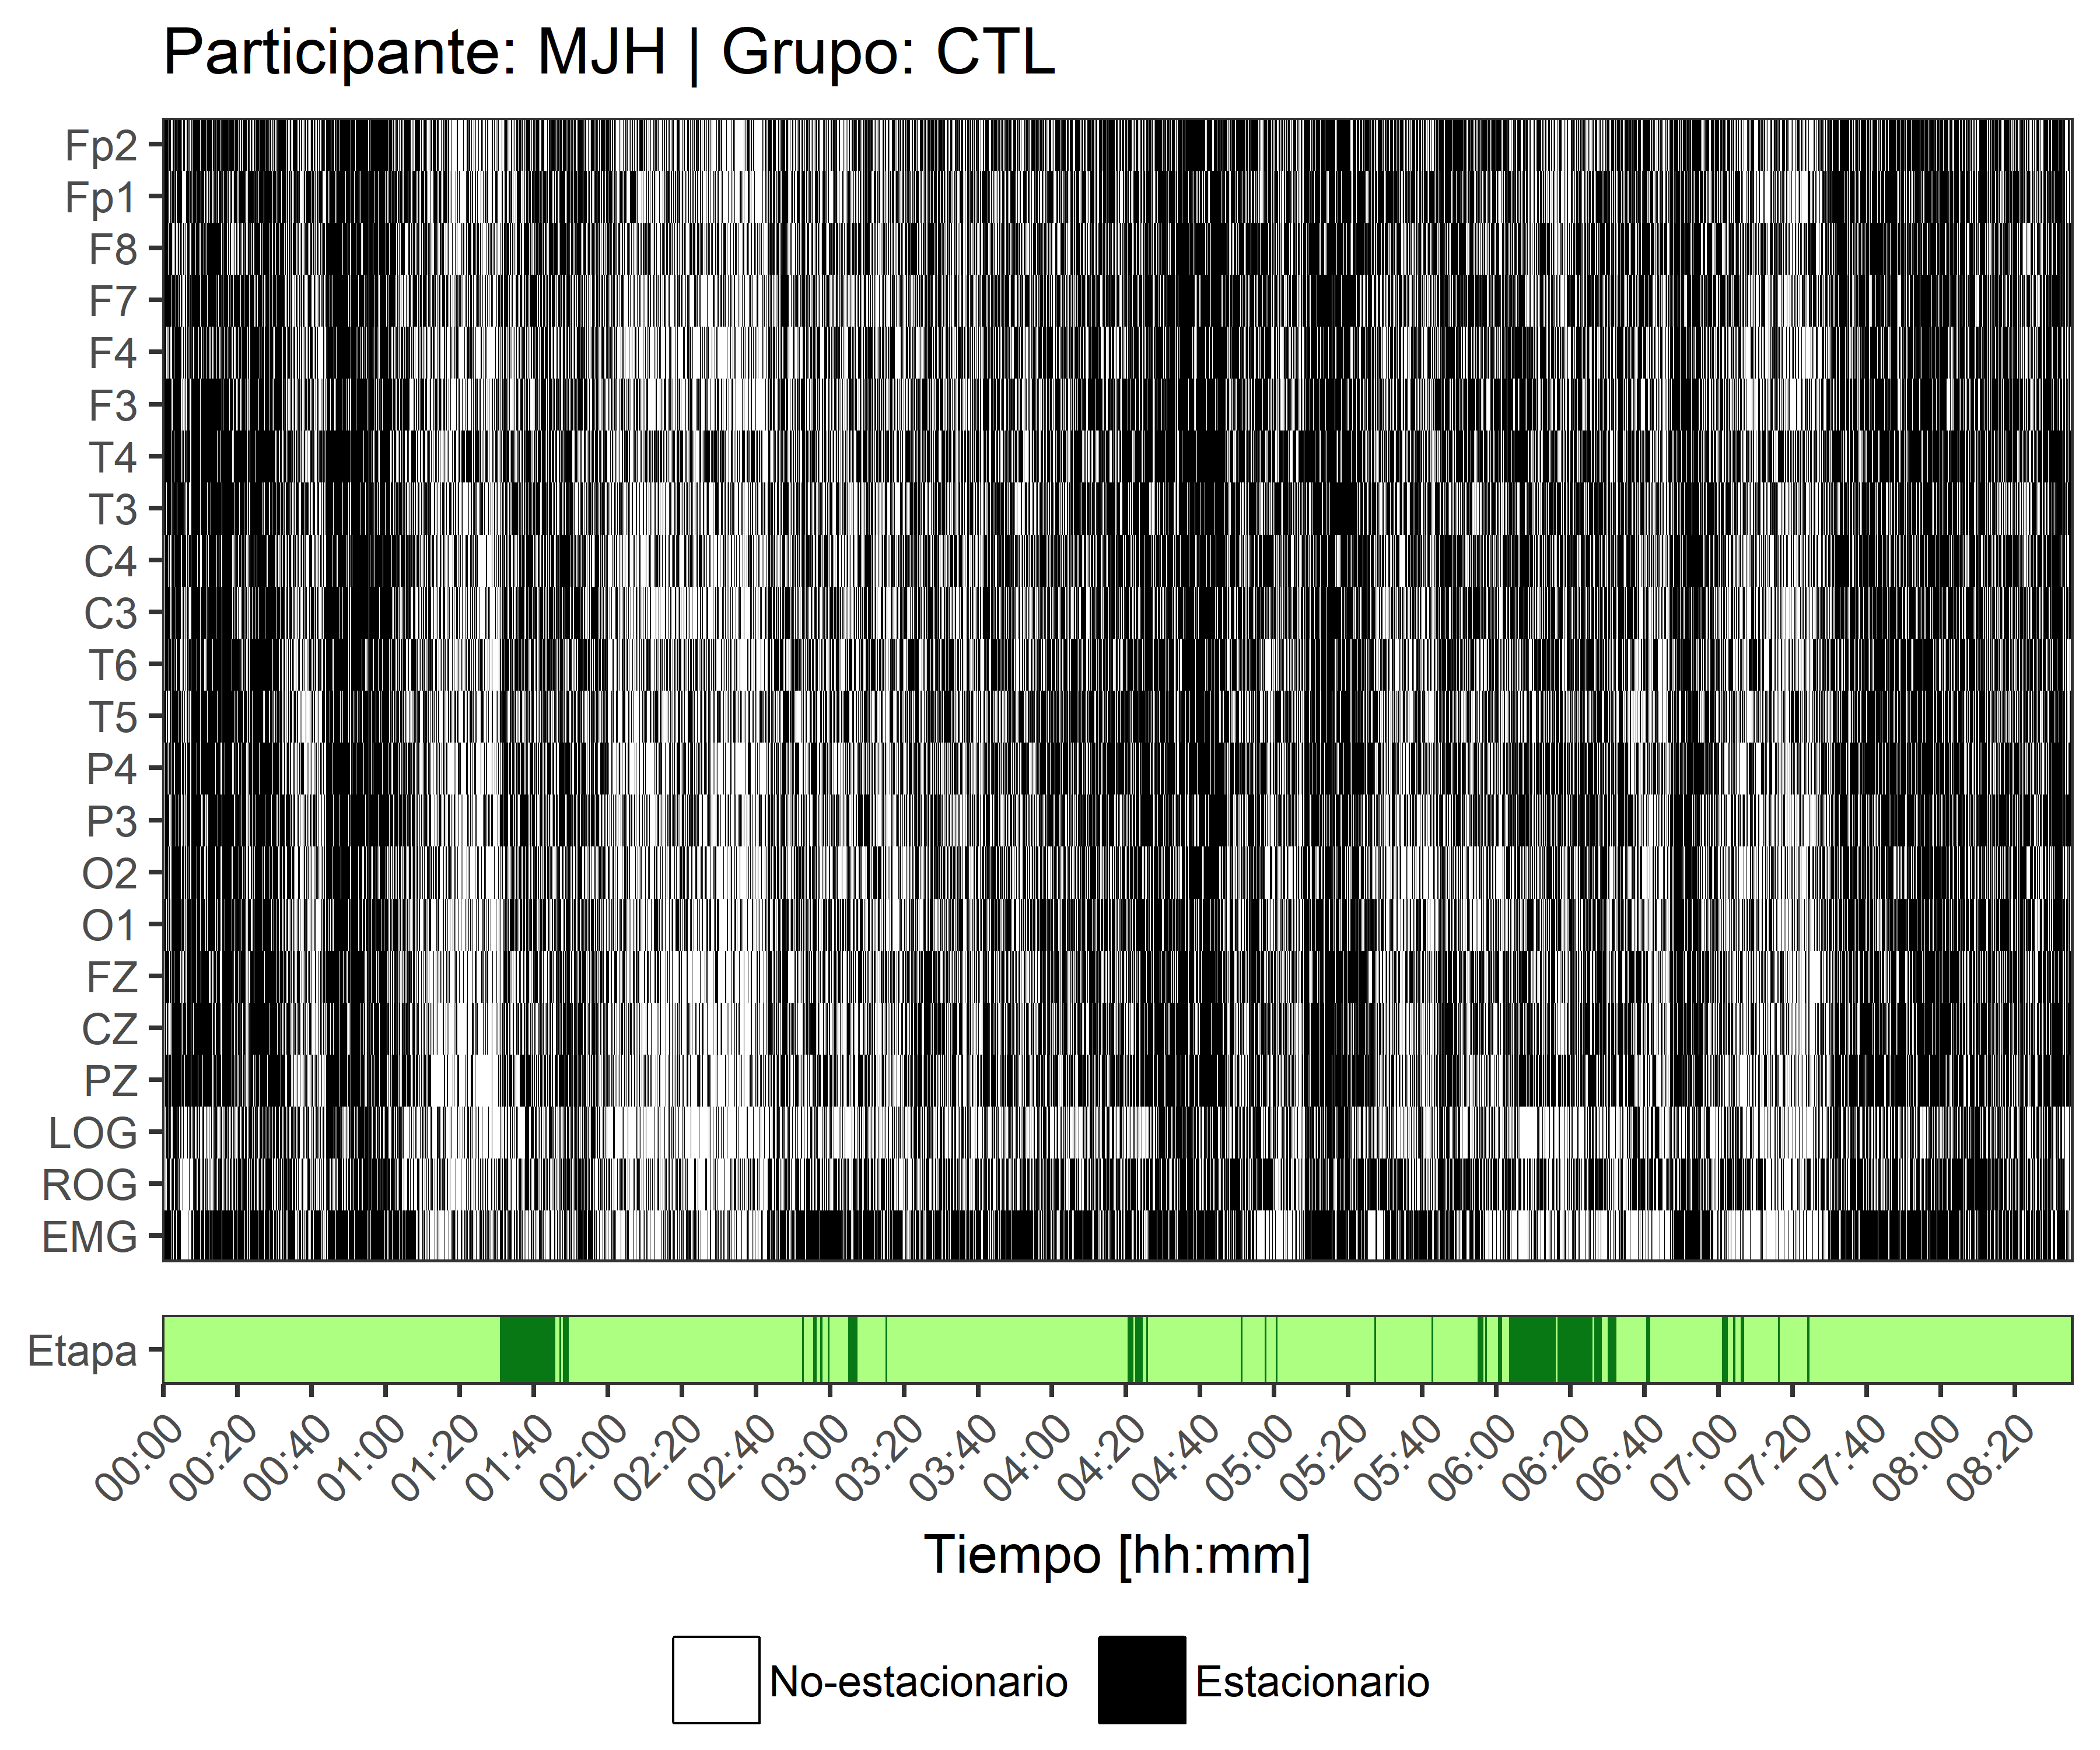 Participante: MJH | Grupo: CTL
Fp2
Fp1
F8
F7
F4
F3
T4
T3
C4
C3
T6
T5
P4
P3
O2
O1
FZ
CZ
PZ
LOG
ROG
EMG
Etapa
00:00
00:20
00:40
01:00
01:20
01:40
02:00
02:20
02:40
03:00
03:20
03:40
04:00
04:20
04:40
05:00
05:20
05:40
06:00
06:20
06:40
07:00
07:20
07:40
08:00
08:20
Tiempo [hh:mm]
No-estacionario
Estacionario